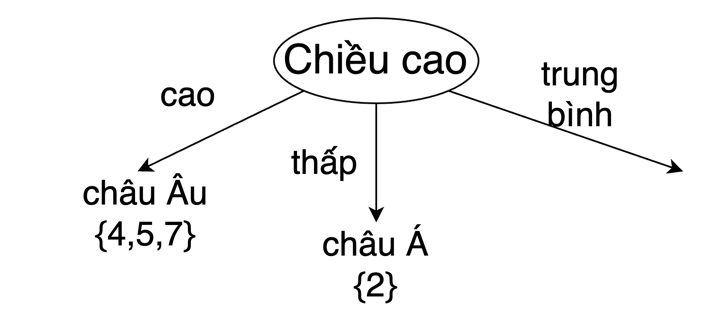 Chiều cao
cao
trung
bình
thấp
châu Âu
{4,5,7}
châu Á
{2}